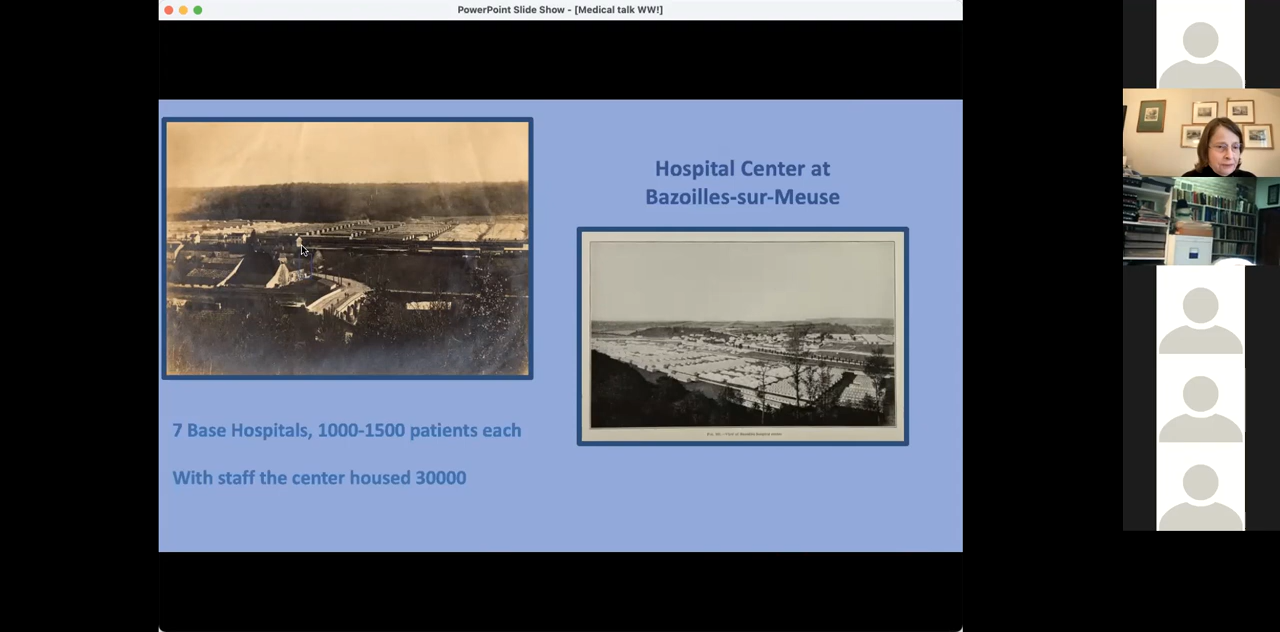 PowerPoint Slide Show - [Medical talk WW!]
Hospital Center at
Bazoilles-sur-Meuse
7 Base Hospitals, 1000-1500 patients each
With staff the center housed 30000